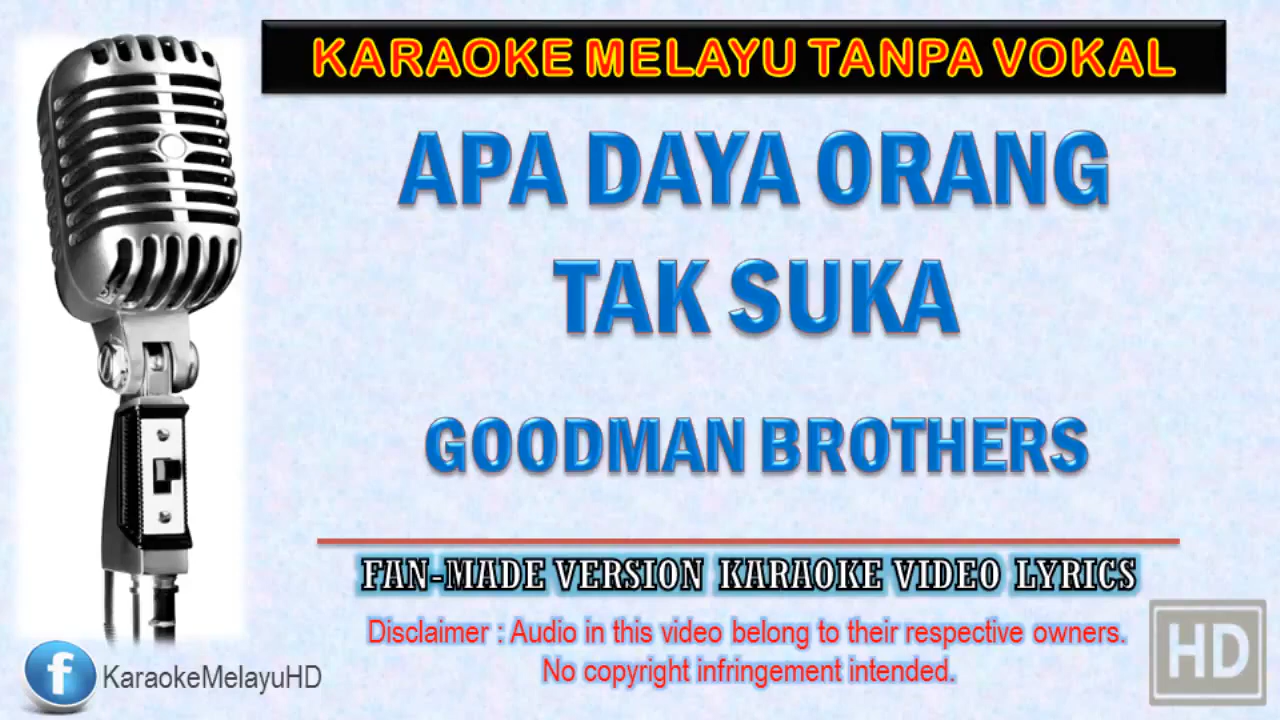 KARAOKE MELAYU TANPA VOKAL
APA DAYA ORANG
TAK SUKA
GOODMAN BROTHERS
FAN-MADE VERSION KARAOKE VIDEO LYRICS
Disclaimer : Audio in this video belong to their respective owners.
No copyright infringement intended.
HD
f KaraokeMelayuHD